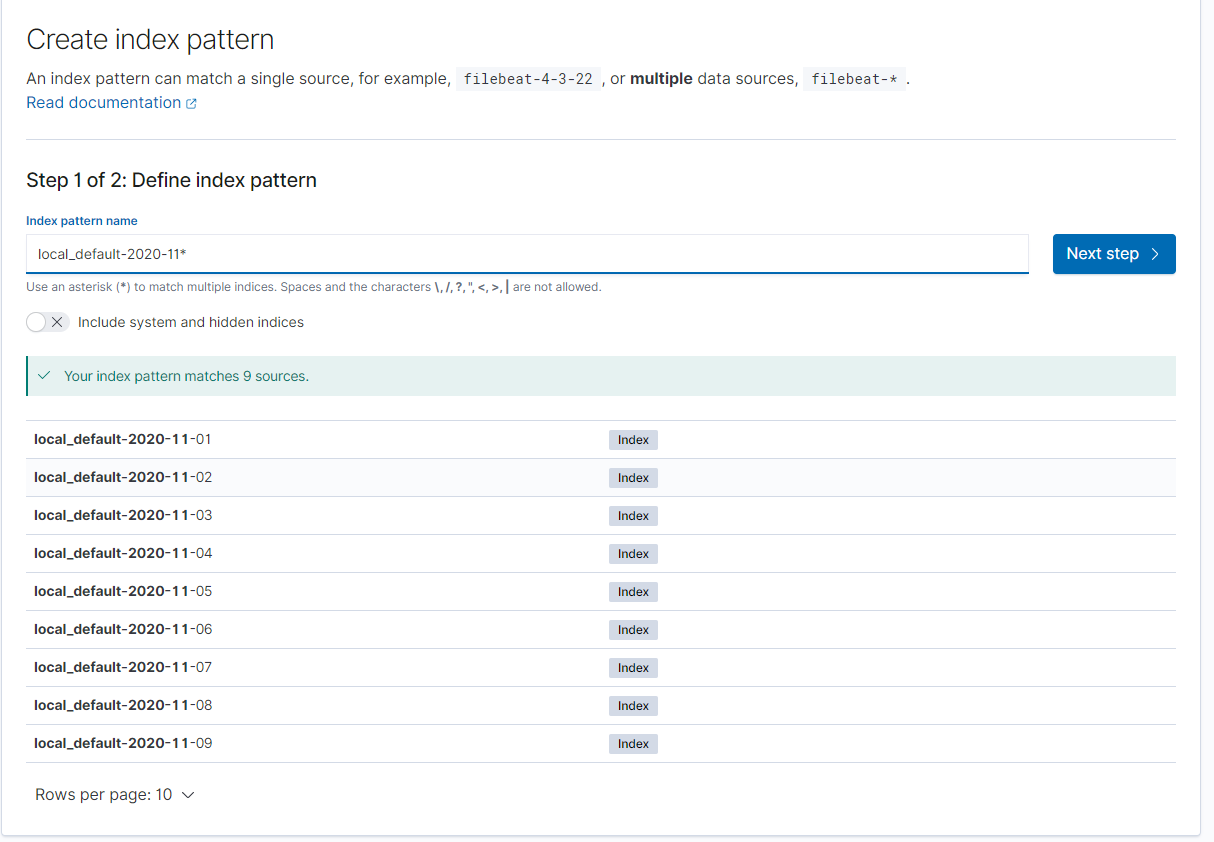 Create index pattern
An index pattern can match a single source, for example, filebeat-4-3-22 , or multiple data sources, filebeat-* .
Read documentation
Step 1 of 2: Define index pattern
Index pattern name
local_default-2020-11*
Next step
Use an asterisk (*) to match multiple indices. Spaces and the characters \, /, ?, ", <, >, | are not allowed.
Include system and hidden indices
Your index pattern matches 9 sources.
local_default-2020-11-01 Index
local_default-2020-11-02 Index
local_default-2020-11-03 Index
local_default-2020-11-04 Index
local_default-2020-11-05 Index
local_default-2020-11-06 Index
local_default-2020-11-07 Index
local_default-2020-11-08 Index
local_default-2020-11-09 Index
Rows per page: 10